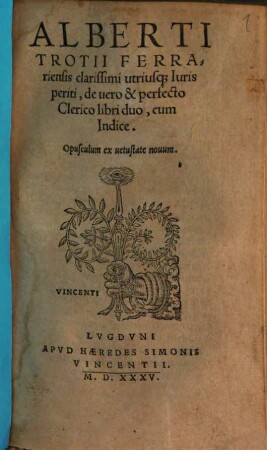 1
ALBERTI
TROTII FERRA,
riensis clarissimi utriusq; Iuris
periti, de uero & perfecto
Clerico libri duo, cum
Indice.
Opusculum ex uetustate nouum.
VINCENTI
LVGDVNI
APVD HÆREDES SIMONIS
VINCENTII.
M. D. XXXV.